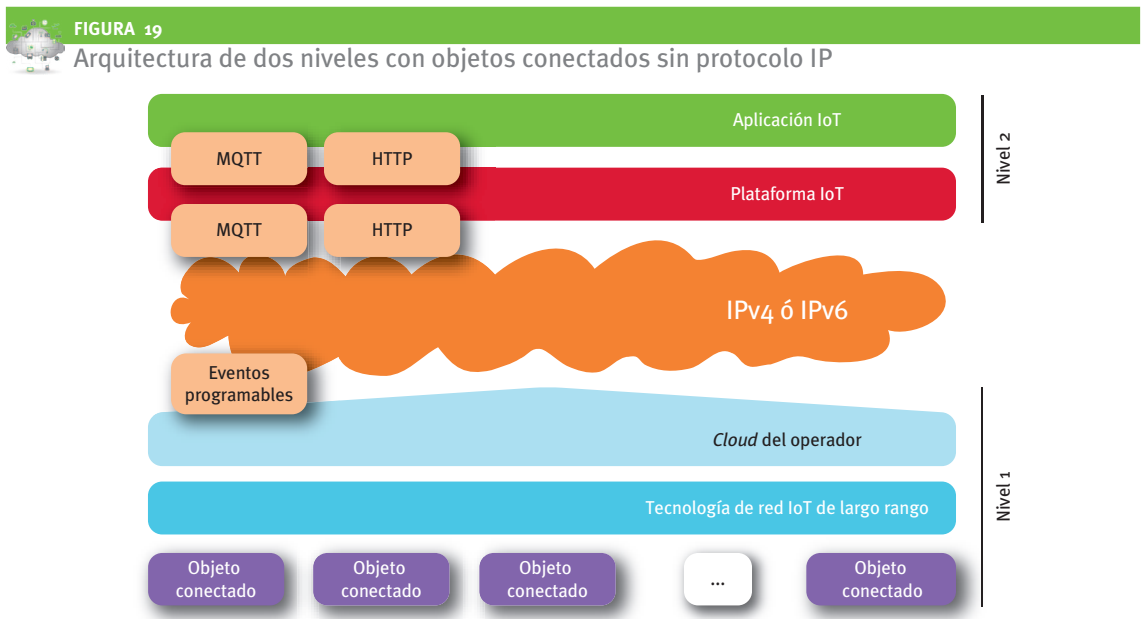 FIGURA 19
Arquitectura de dos niveles con objetos conectados sin protocolo IP
Aplicación IoT
MQTT
HTTP
Plataforma IoT
MQTT
HTTP
Nivel 2
IPv4 ó IPv6
Eventos
programables
Cloud del operador
Tecnología de red IoT de largo rango
Objeto
conectado
Objeto
conectado
Objeto
conectado
...
Objeto
conectado
Nivel 1